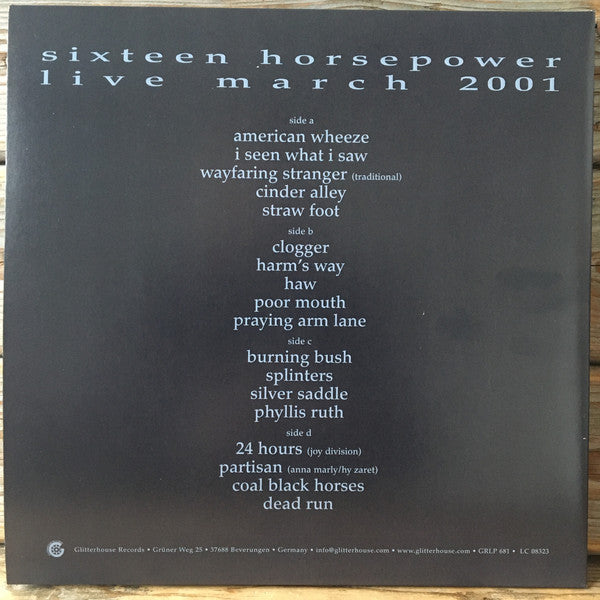 sixteen horsepower
live march 2001
side a
american wheeze
i seen what i saw
wayfaring stranger (traditional)
cinder alley
straw foot
side b
clogger
harm's way
haw
poor mouth
praying arm lane
side c
burning bush
splinters
silver saddle
phyllis ruth
side d
24 hours (joy division)
partisan (anna marly/hy zaret)
coal black horses
dead run
Glitterhouse Records • Grüner Weg 25 • 37688 Beverungen • Germany • info@glitterhouse.com • www.glitterhouse.com • GRLP 681 • LC 08323